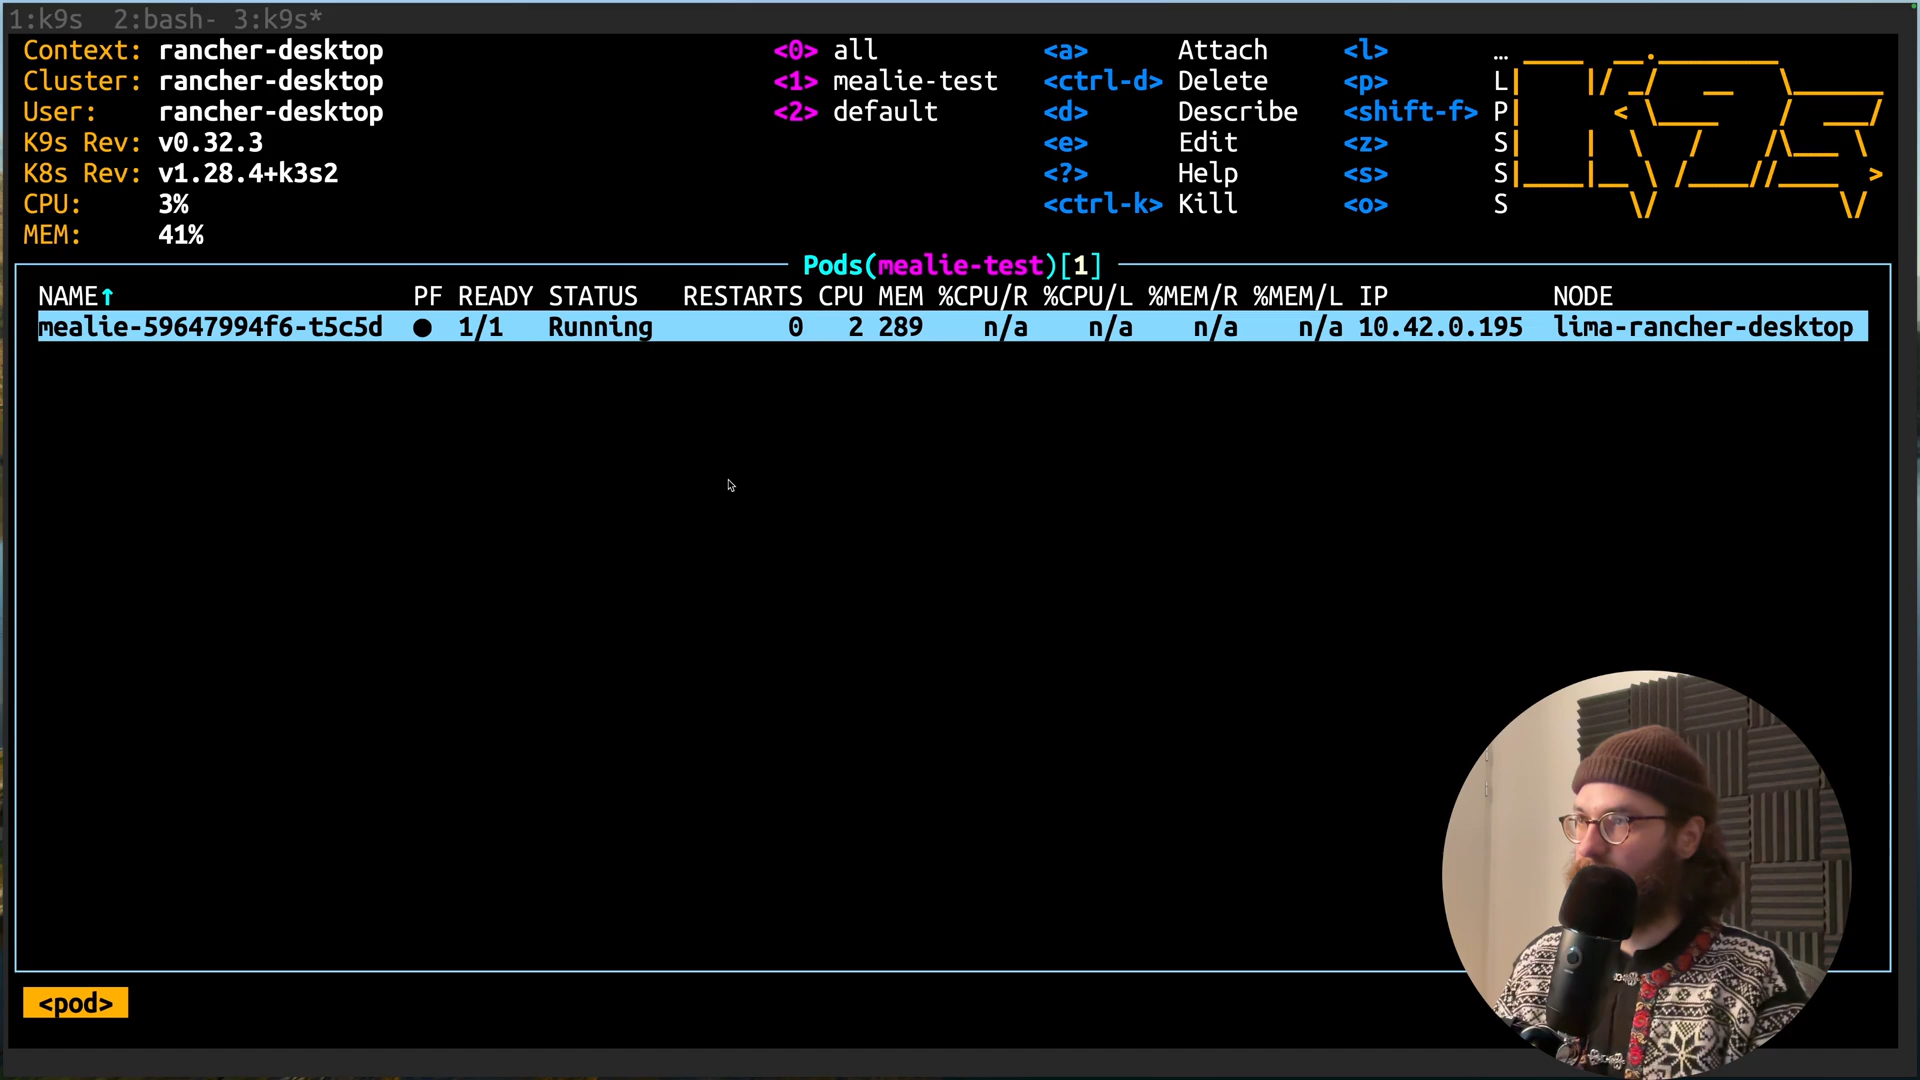 1:k9s  2:bash- 3:k9s*
Context: rancher-desktop <0> all <a> Attach <l> …
Cluster: rancher-desktop <1> mealie-test <ctrl-d> Delete <p> L
User: rancher-desktop <2> default <d> Describe <shift-f> P
K9s Rev: v0.32.3 <e> Edit <z> S
K8s Rev: v1.28.4+k3s2 <?> Help <s> S
CPU: 3% <ctrl-k> Kill <o> S
MEM: 41%
Pods(mealie-test)[1]
NAME↑ PF READY STATUS RESTARTS CPU MEM %CPU/R %CPU/L %MEM/R %MEM/L IP NODE
mealie-59647994f6-t5c5d ● 1/1 Running 0 2 289 n/a n/a n/a n/a 10.42.0.195 lima-rancher-desktop
<pod>